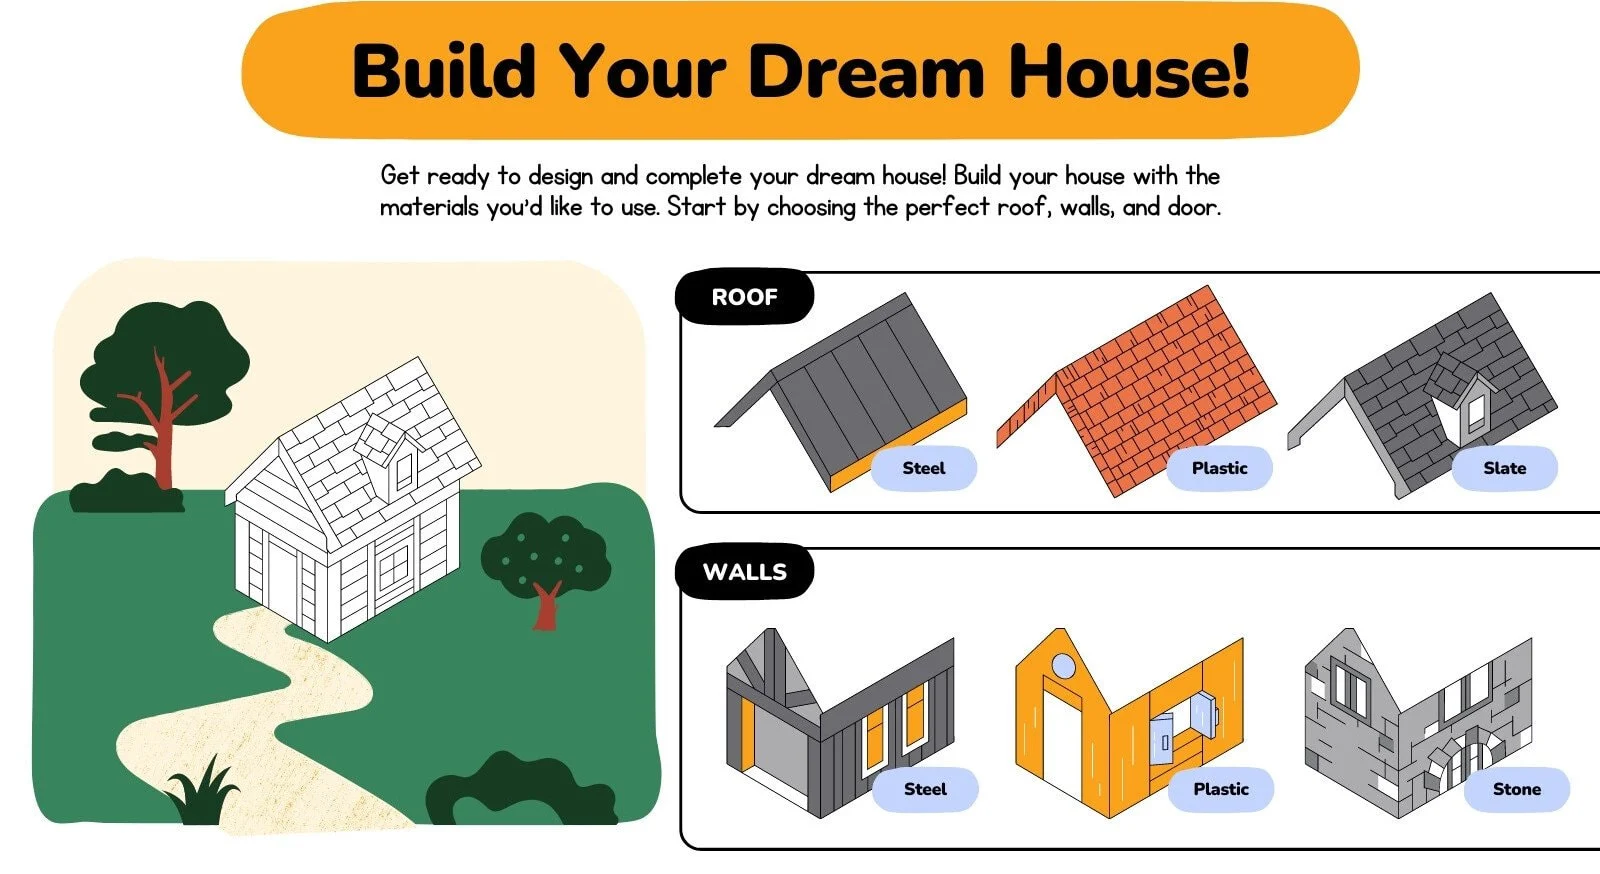 Build Your Dream House!
Get ready to design and complete your dream house! Build your house with the
materials you'd like to use. Start by choosing the perfect roof, walls, and door.
ROOF
Steel
Plastic
Slate
WALLS
Steel
Plastic
Stone